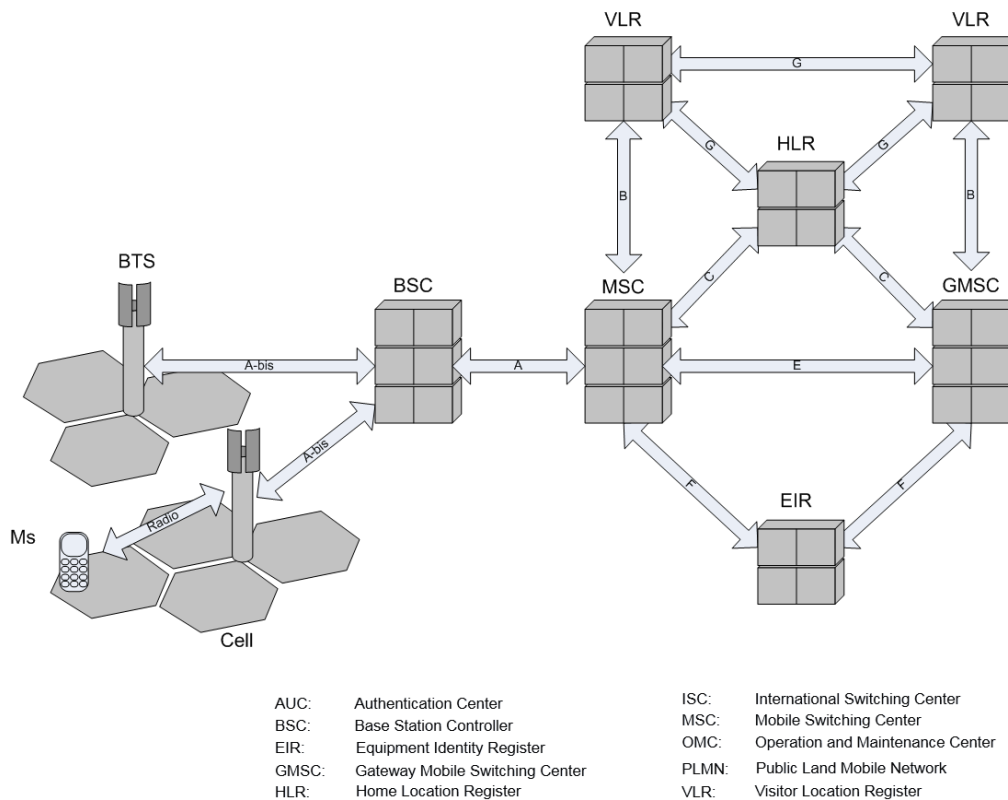 VLR
VLR
G
G
G
HLR
B
B
BTS
BSC
MSC
C
C
GMSC
A-bis
A
E
A-bis
Radio
Ms
F
F
EIR
Cell
AUC: Authentication Center
BSC: Base Station Controller
EIR: Equipment Identity Register
GMSC: Gateway Mobile Switching Center
HLR: Home Location Register
ISC: International Switching Center
MSC: Mobile Switching Center
OMC: Operation and Maintenance Center
PLMN: Public Land Mobile Network
VLR: Visitor Location Register